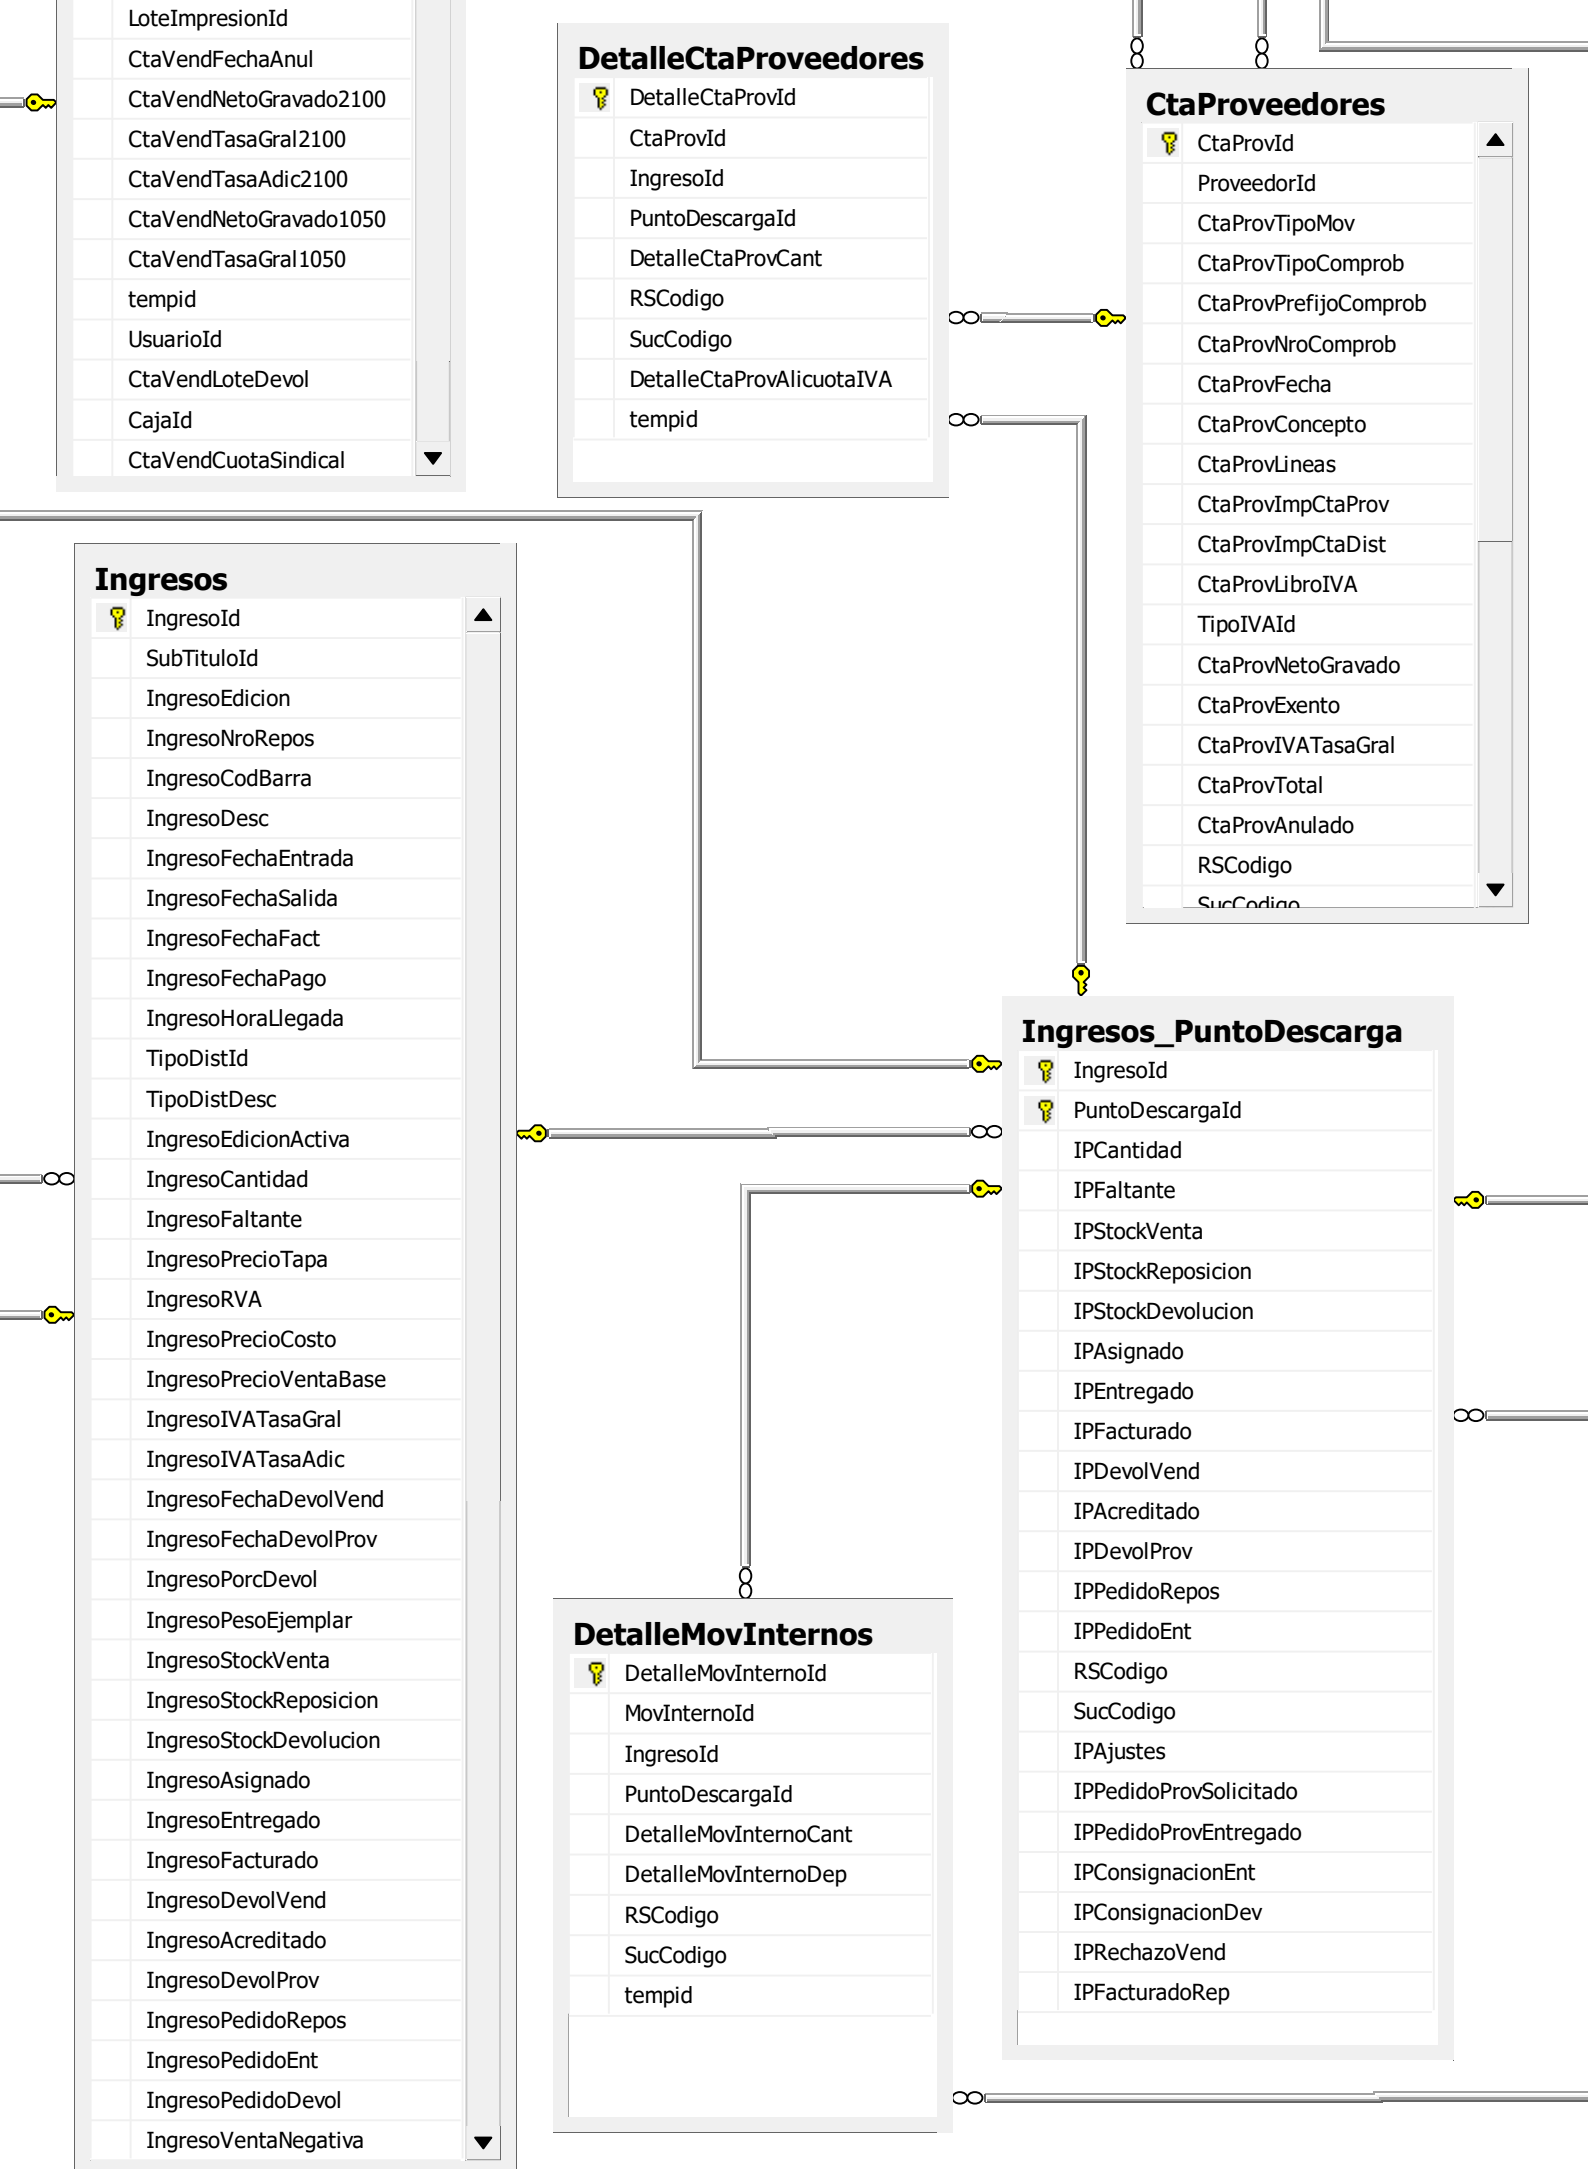 LoteImpresionId
CtaVendFechaAnul
CtaVendNetoGravado2100
CtaVendTasaGral2100
CtaVendTasaAdic2100
CtaVendNetoGravado1050
CtaVendTasaGral1050
tempid
UsuarioId
CtaVendLoteDevol
CajaId
CtaVendCuotaSindical
DetalleCtaProveedores
DetalleCtaProvId
CtaProvId
IngresoId
PuntoDescargaId
DetalleCtaProvCant
RSCodigo
SucCodigo
DetalleCtaProvAlicuotaIVA
tempid
CtaProveedores
CtaProvId
ProveedorId
CtaProvTipoMov
CtaProvTipoComprob
CtaProvPrefijoComprob
CtaProvNroComprob
CtaProvFecha
CtaProvConcepto
CtaProvLineas
CtaProvImpCtaProv
CtaProvImpCtaDist
CtaProvLibroIVA
TipoIVAId
CtaProvNetoGravado
CtaProvExento
CtaProvIVATasaGral
CtaProvTotal
CtaProvAnulado
RSCodigo
SucCodigo
Ingresos
IngresoId
SubTituloId
IngresoEdicion
IngresoNroRepos
IngresoCodBarra
IngresoDesc
IngresoFechaEntrada
IngresoFechaSalida
IngresoFechaFact
IngresoFechaPago
IngresoHoraLlegada
TipoDistId
TipoDistDesc
IngresoEdicionActiva
IngresoCantidad
IngresoFaltante
IngresoPrecioTapa
IngresoRVA
IngresoPrecioCosto
IngresoPrecioVentaBase
IngresoIVATasaGral
IngresoIVATasaAdic
IngresoFechaDevolVend
IngresoFechaDevolProv
IngresoPorcDevol
IngresoPesoEjemplar
IngresoStockVenta
IngresoStockReposicion
IngresoStockDevolucion
IngresoAsignado
IngresoEntregado
IngresoFacturado
IngresoDevolVend
IngresoAcreditado
IngresoDevolProv
IngresoPedidoRepos
IngresoPedidoEnt
IngresoPedidoDevol
IngresoVentaNegativa
Ingresos_PuntoDescarga
IngresoId
PuntoDescargaId
IPCantidad
IPFaltante
IPStockVenta
IPStockReposicion
IPStockDevolucion
IPAsignado
IPEntregado
IPFacturado
IPDevolVend
IPAcreditado
IPDevolProv
IPPedidoRepos
IPPedidoEnt
RSCodigo
SucCodigo
IPAjustes
IPPedidoProvSolicitado
IPPedidoProvEntregado
IPConsignacionEnt
IPConsignacionDev
IPRechazoVend
IPFacturadoRep
DetalleMovInternos
DetalleMovInternoId
MovInternoId
IngresoId
PuntoDescargaId
DetalleMovInternoCant
DetalleMovInternoDep
RSCodigo
SucCodigo
tempid